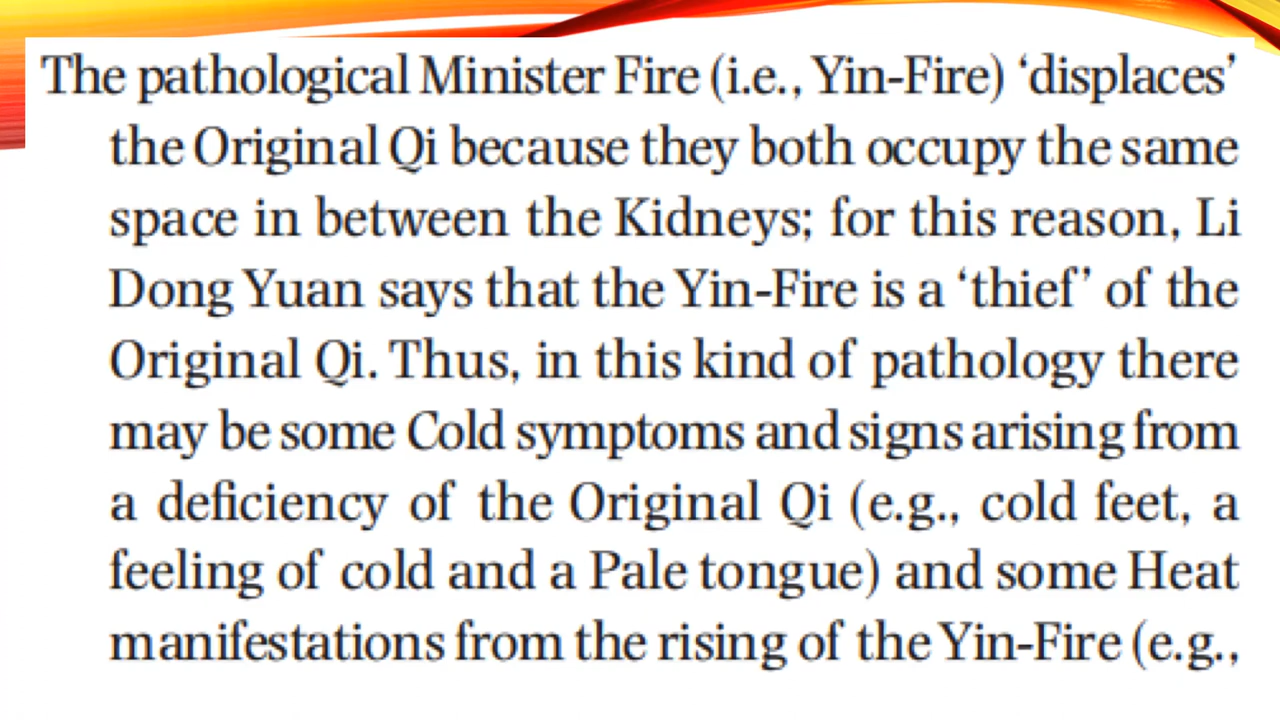 The pathological Minister Fire (i.e., Yin-Fire) ‘displaces’
the Original Qi because they both occupy the same
space in between the Kidneys; for this reason, Li
Dong Yuan says that the Yin-Fire is a ‘thief’ of the
Original Qi. Thus, in this kind of pathology there
may be some Cold symptoms and signs arising from
a deficiency of the Original Qi (e.g., cold feet, a
feeling of cold and a Pale tongue) and some Heat
manifestations from the rising of the Yin-Fire (e.g.,